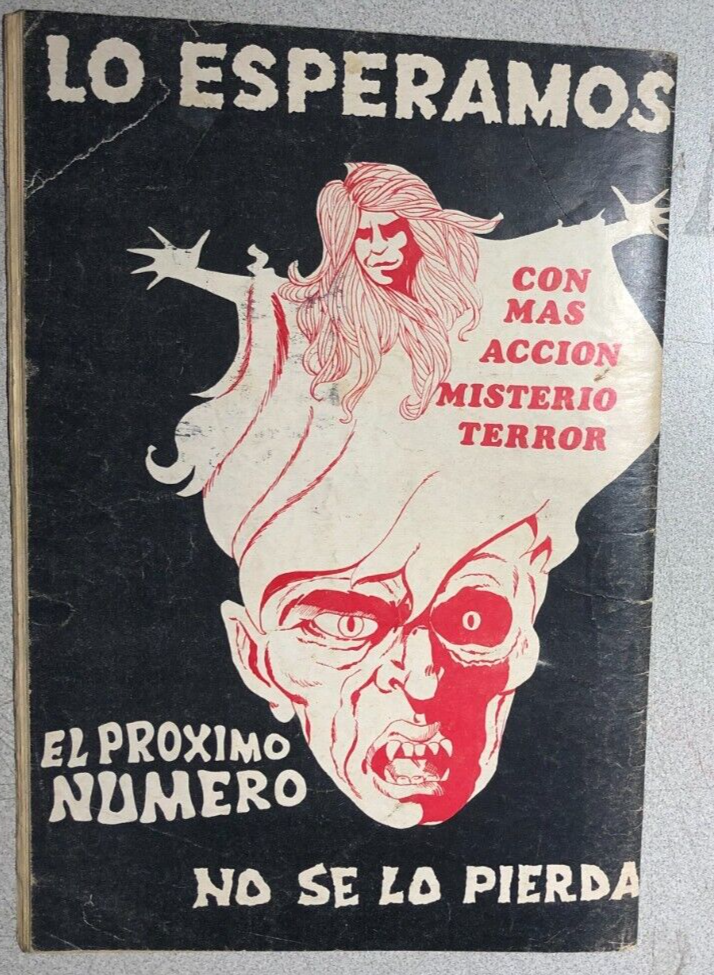 LO ESPERAMOS
CON
MAS
ACCION
MISTERIO
TERROR
EL PROXIMO
NUMERO
NO SE LO PIERDA